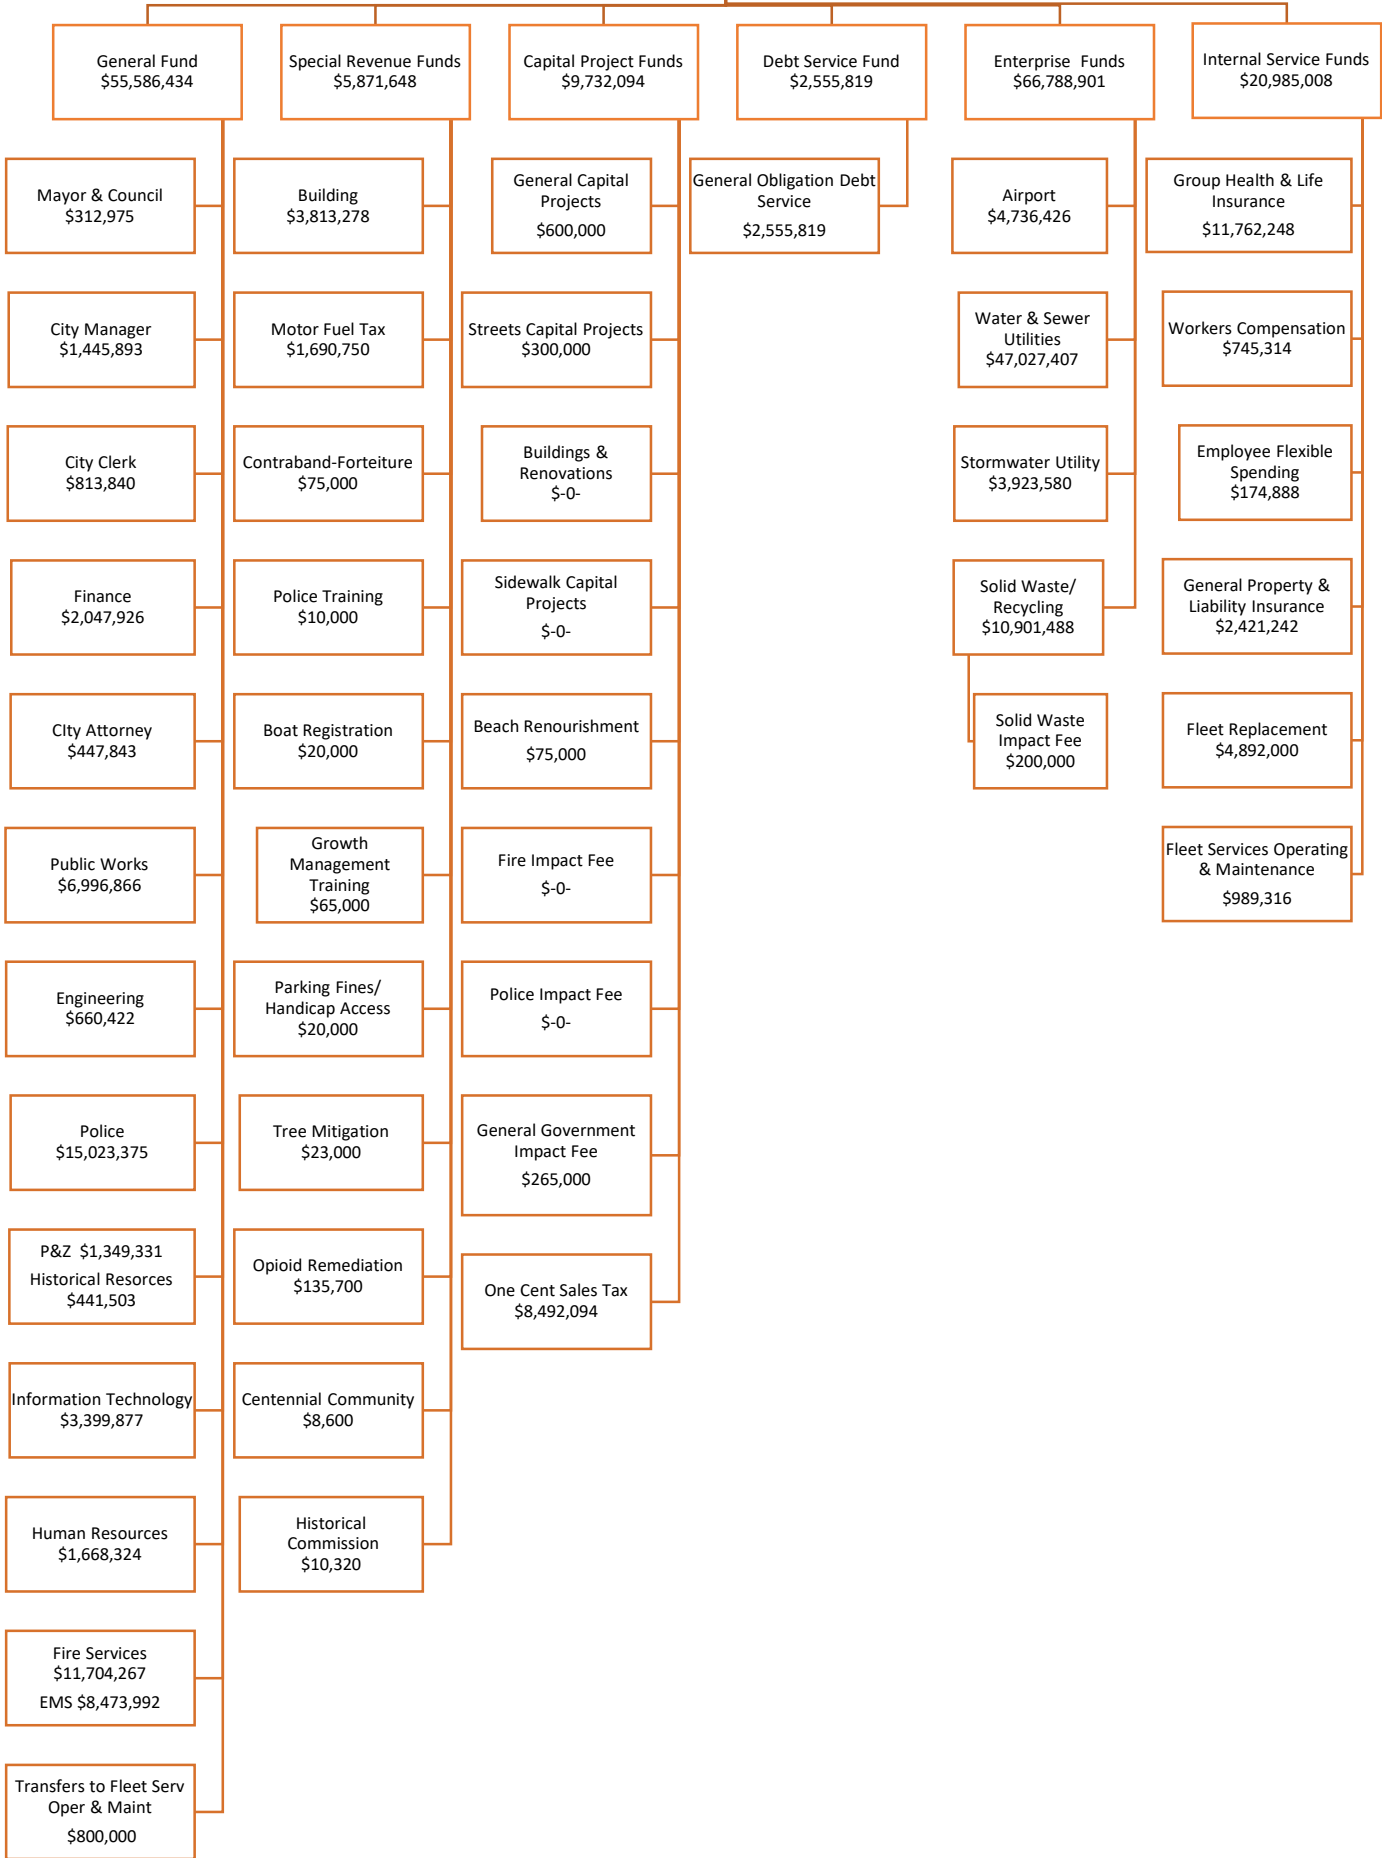 General Fund
$55,586,434
Special Revenue Funds
$5,871,648
Capital Project Funds
$9,732,094
Debt Service Fund
$2,555,819
Enterprise Funds
$66,788,901
Internal Service Funds
$20,985,008
Mayor & Council
$312,975
City Manager
$1,445,893
City Clerk
$813,840
Finance
$2,047,926
CIty Attorney
$447,843
Public Works
$6,996,866
Engineering
$660,422
Police
$15,023,375
P&Z $1,349,331
Historical Resorces
$441,503
Information Technology
$3,399,877
Human Resources
$1,668,324
Fire Services
$11,704,267
EMS $8,473,992
Transfers to Fleet Serv
Oper & Maint
$800,000
Building
$3,813,278
Motor Fuel Tax
$1,690,750
Contraband-Forteiture
$75,000
Police Training
$10,000
Boat Registration
$20,000
Growth
Management
Training
$65,000
Parking Fines/
Handicap Access
$20,000
Tree Mitigation
$23,000
Opioid Remediation
$135,700
Centennial Community
$8,600
Historical
Commission
$10,320
General Capital
Projects
$600,000
Streets Capital Projects
$300,000
Buildings &
Renovations
$-0-
Sidewalk Capital
Projects
$-0-
Beach Renourishment
$75,000
Fire Impact Fee
$-0-
Police Impact Fee
$-0-
General Government
Impact Fee
$265,000
One Cent Sales Tax
$8,492,094
General Obligation Debt
Service
$2,555,819
Airport
$4,736,426
Water & Sewer
Utilities
$47,027,407
Stormwater Utility
$3,923,580
Solid Waste/
Recycling
$10,901,488
Solid Waste
Impact Fee
$200,000
Group Health & Life
Insurance
$11,762,248
Workers Compensation
$745,314
Employee Flexible
Spending
$174,888
General Property &
Liability Insurance
$2,421,242
Fleet Replacement
$4,892,000
Fleet Services Operating
& Maintenance
$989,316